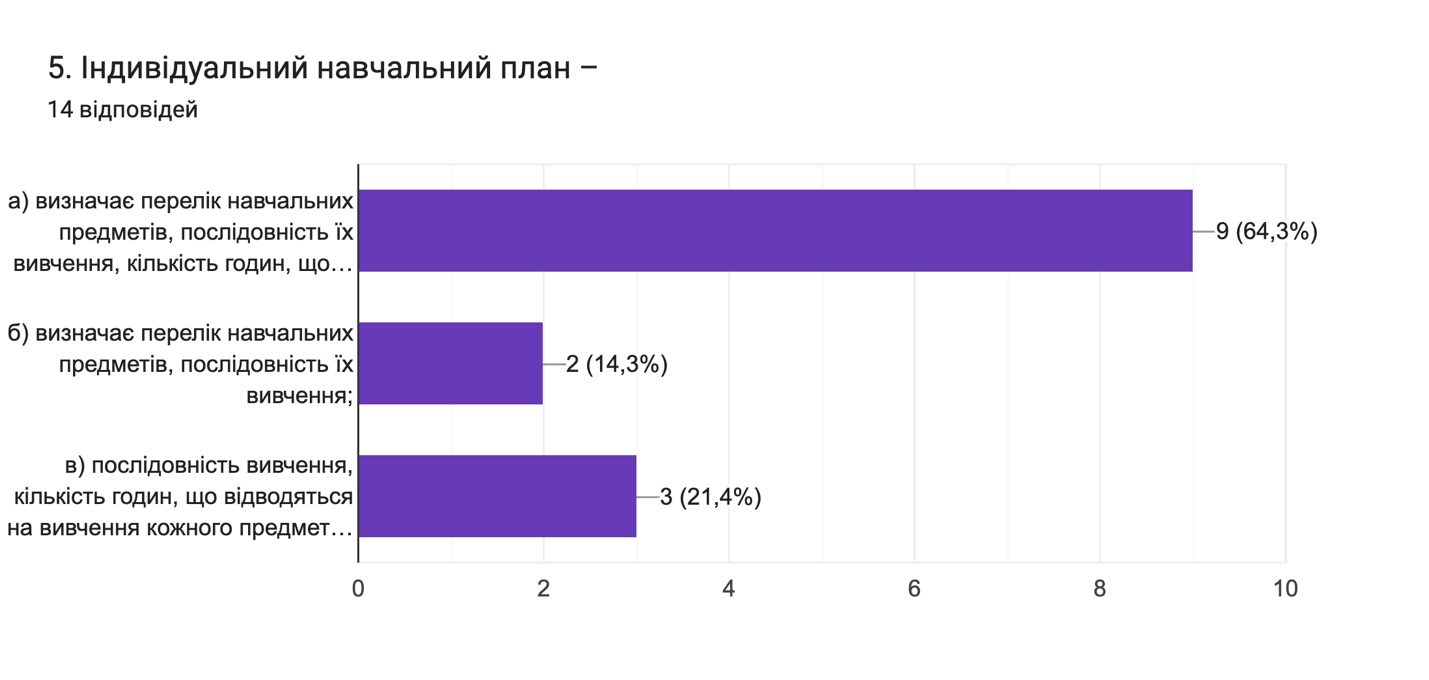 5. Індивідуальний навчальний план –
14 відповідей
а) визначає перелік навчальних
предметів, послідовність їх
вивчення, кількість годин, що…
9 (64,3%)
б) визначає перелік навчальних
предметів, послідовність їх
вивчення;
2 (14,3%)
в) послідовність вивчення,
кількість годин, що відводяться
на вивчення кожного предмет…
3 (21,4%)
0 2 4 6 8 10